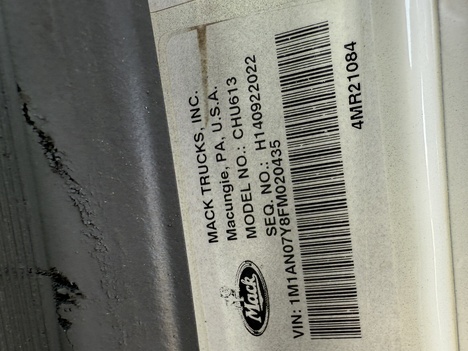 MACK TRUCKS, INC.
Macungie, PA, U.S.A.
MODEL NO.: CHU613
SEQ. NO.: H140922022
Mack
VIN: 1M1AN07Y8FM020435
4MR21084